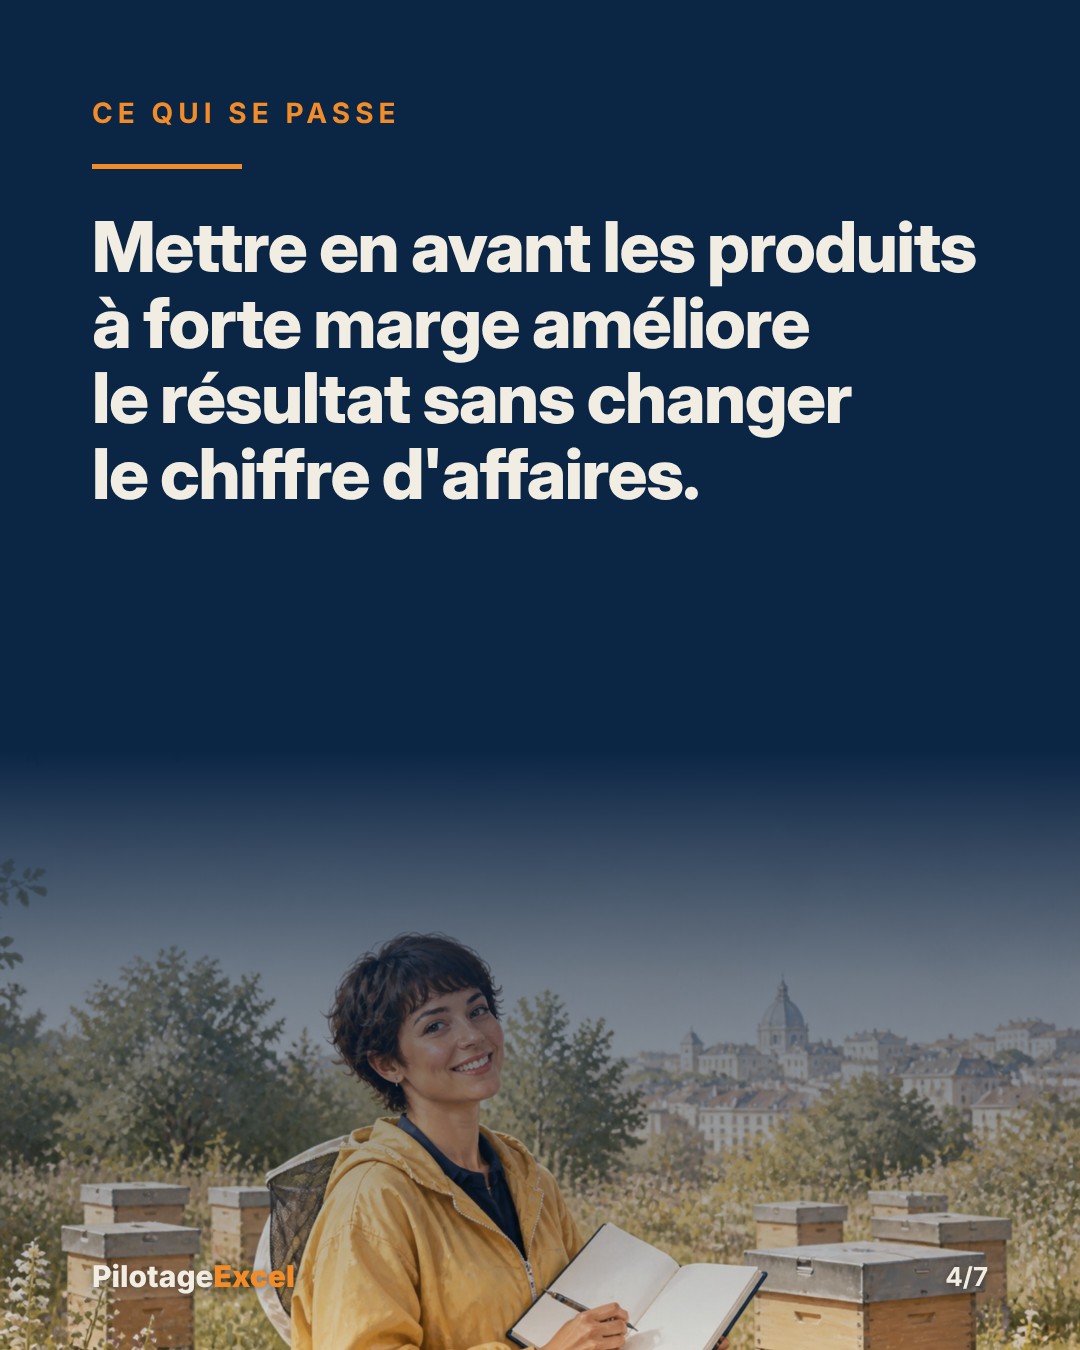 CE QUI SE PASSE
Mettre en avant les produits
à forte marge améliore
le résultat sans changer
le chiffre d'affaires.
PilotageExcel
4/7